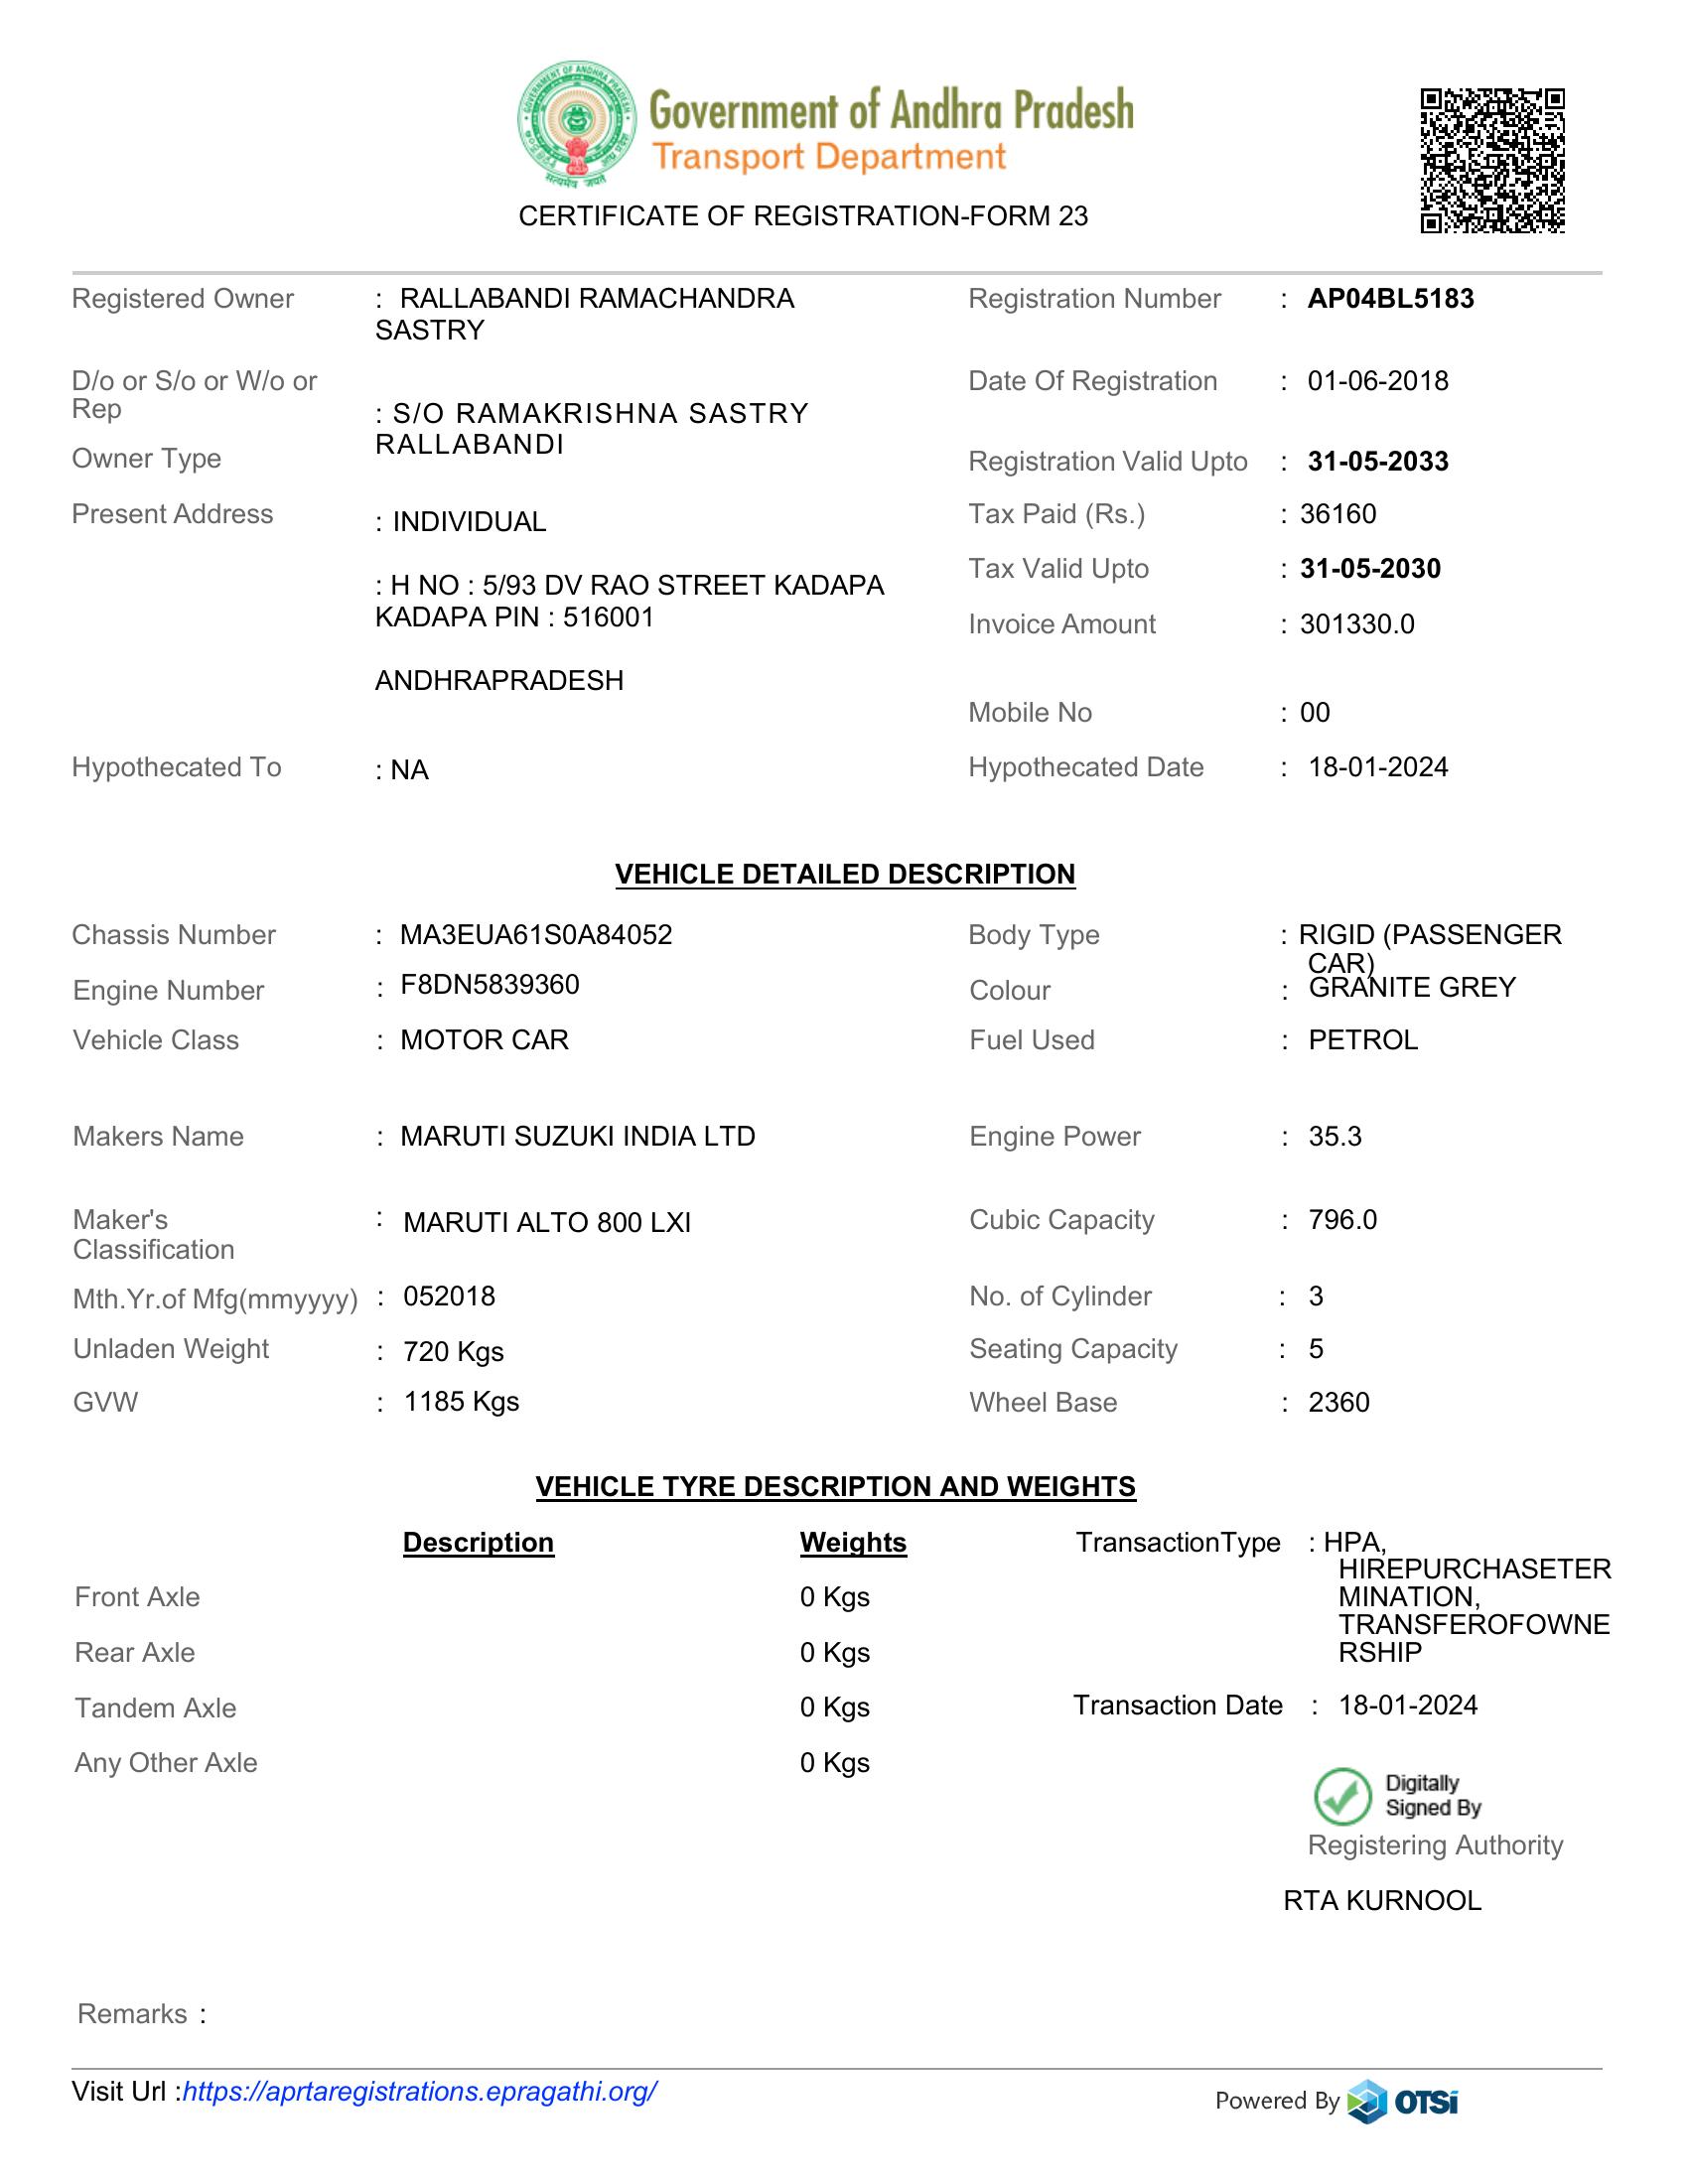 Government of Andhra Pradesh
Transport Department
CERTIFICATE OF REGISTRATION-FORM 23
Registered Owner : RALLABANDI RAMACHANDRA SASTRY
Registration Number : AP04BL5183
D/o or S/o or W/o or Rep : S/O RAMAKRISHNA SASTRY RALLABANDI
Date Of Registration : 01-06-2018
Owner Type : INDIVIDUAL
Registration Valid Upto : 31-05-2033
Present Address : H NO : 5/93 DV RAO STREET KADAPA
KADAPA PIN : 516001
ANDHRAPRADESH
Tax Paid (Rs.) : 36160
Tax Valid Upto : 31-05-2030
Invoice Amount : 301330.0
Mobile No : 00
Hypothecated To : NA
Hypothecated Date : 18-01-2024
VEHICLE DETAILED DESCRIPTION
Chassis Number : MA3EUA61S0A84052
Body Type : RIGID (PASSENGER CAR)
Engine Number : F8DN5839360
Colour : GRANITE GREY
Vehicle Class : MOTOR CAR
Fuel Used : PETROL
Makers Name : MARUTI SUZUKI INDIA LTD
Engine Power : 35.3
Maker's Classification : MARUTI ALTO 800 LXI
Cubic Capacity : 796.0
Mth.Yr.of Mfg(mmyyyy) : 052018
No. of Cylinder : 3
Unladen Weight : 720 Kgs
Seating Capacity : 5
GVW : 1185 Kgs
Wheel Base : 2360
VEHICLE TYRE DESCRIPTION AND WEIGHTS
Description Weights
Front Axle 0 Kgs
Rear Axle 0 Kgs
Tandem Axle 0 Kgs
Any Other Axle 0 Kgs
TransactionType : HPA,
HIREPURCHASETER
MINATION,
TRANSFEROFOWNE
RSHIP
Transaction Date : 18-01-2024
Digitally
Signed By
Registering Authority
RTA KURNOOL
Remarks :
Visit Url :https://aprtaregistrations.epragathi.org/
Powered By OTSi